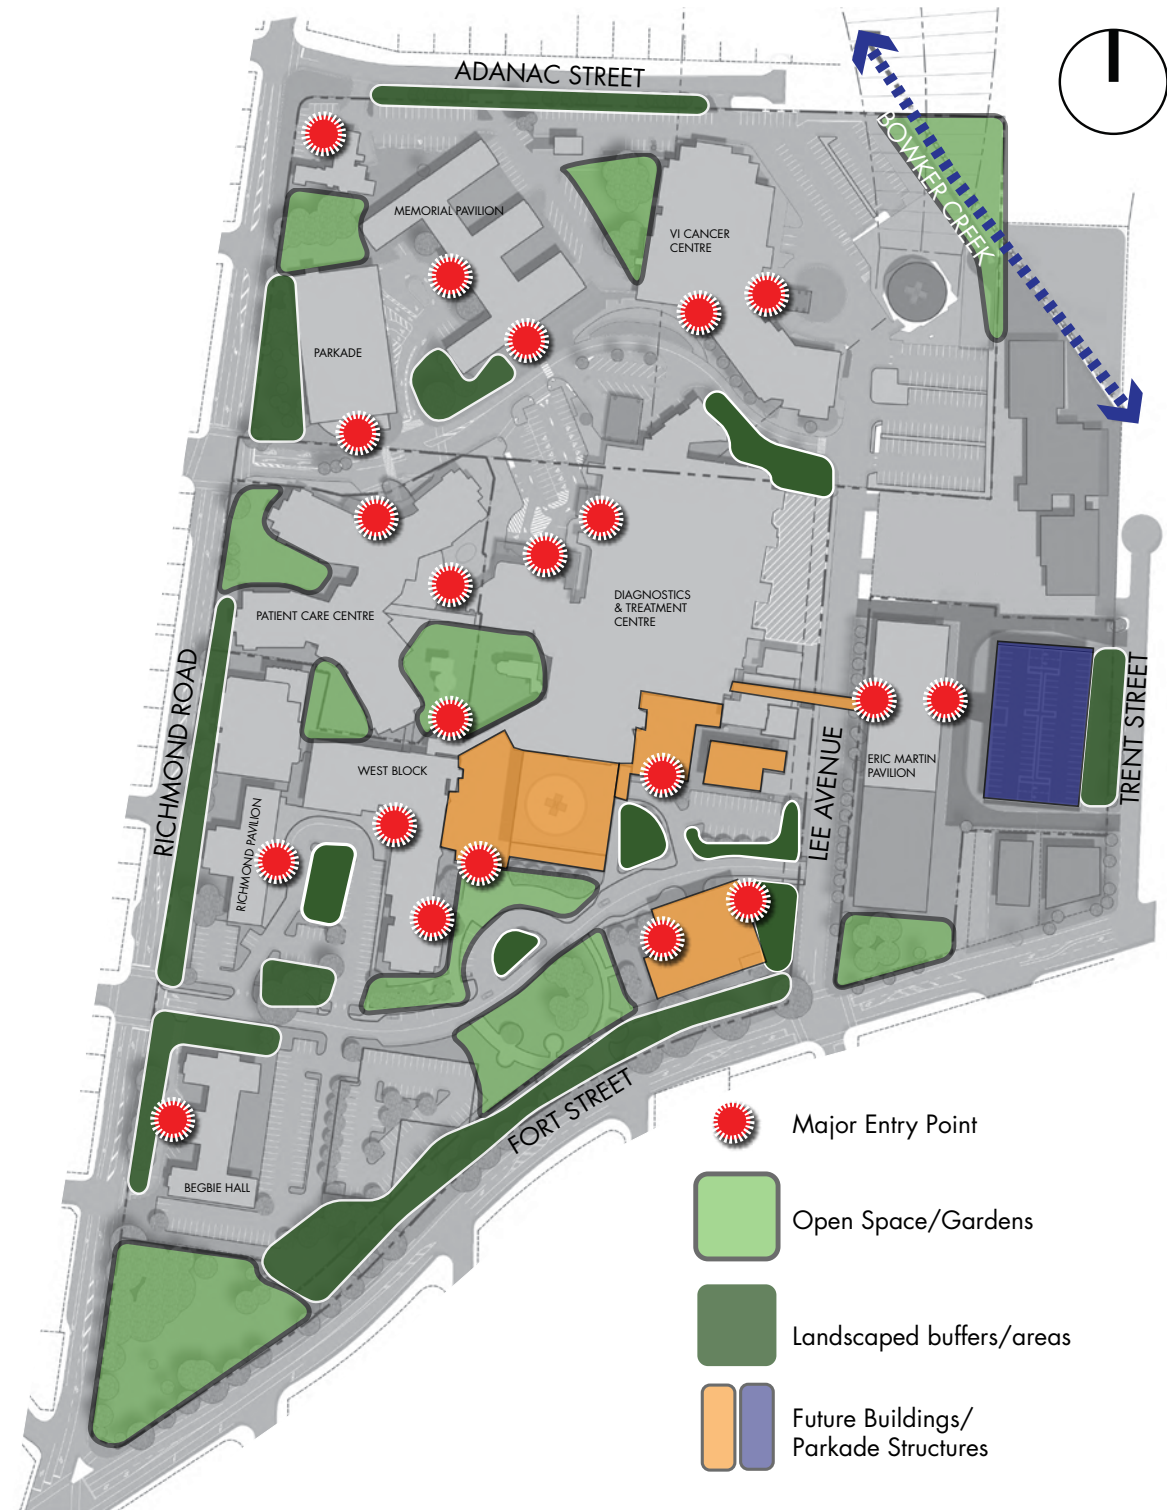 ADANAC STREET
BOWKER CREEK
MEMORIAL PAVILION
VI CANCER
CENTRE
PARKADE
DIAGNOSTICS
& TREATMENT
CENTRE
PATIENT CARE CENTRE
RICHMOND ROAD
TRENT STREET
LEE AVENUE
ERIC MARTIN
PAVILION
WEST BLOCK
RICHMOND PAVILION
FORT STREET
BEGBIE HALL
Major Entry Point
Open Space/Gardens
Landscaped buffers/areas
Future Buildings/
Parkade Structures